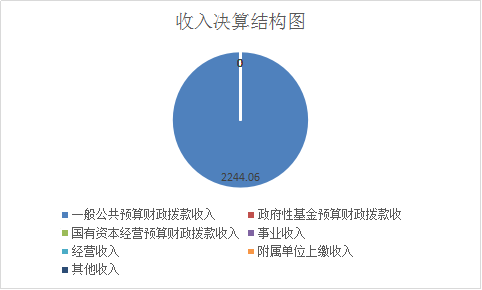 收入决算结构图
0
2244.06
一般公共预算财政拨款收入 政府性基金预算财政拨款收
国有资本经营预算财政拨款收入 事业收入
经营收入 附属单位上缴收入
其他收入